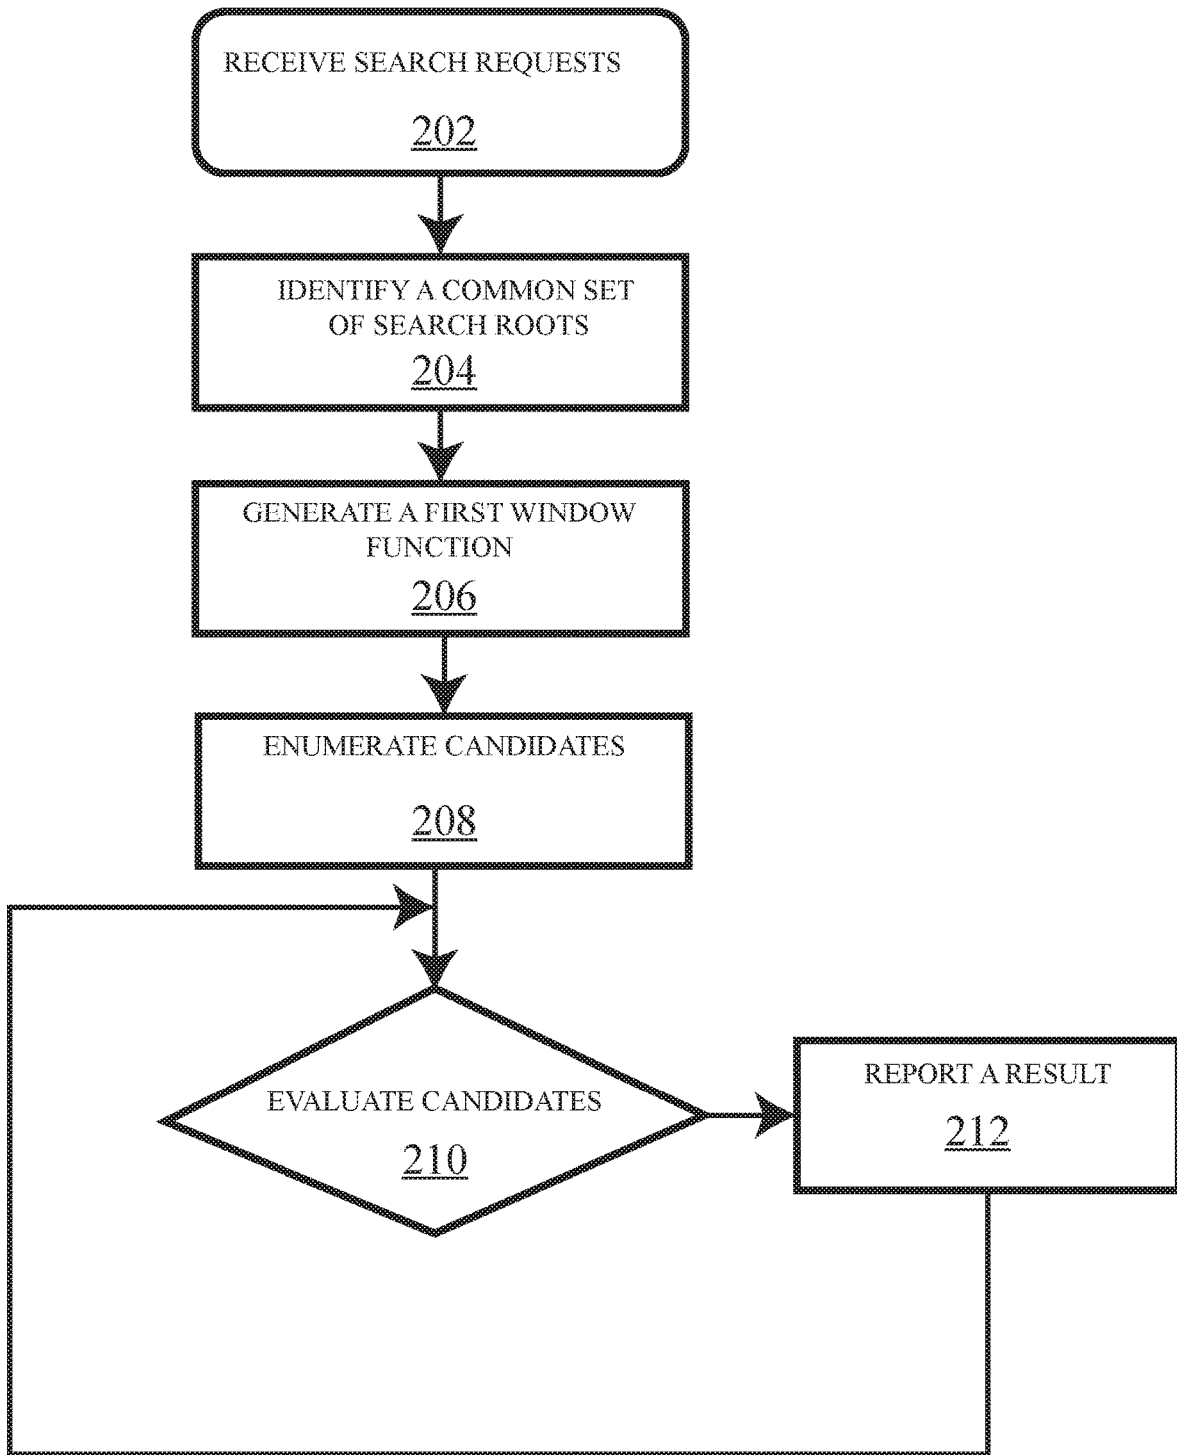 RECEIVE SEARCH REQUESTS
202
IDENTIFY A COMMON SET
OF SEARCH ROOTS
204
GENERATE A FIRST WINDOW
FUNCTION
206
ENUMERATE CANDIDATES
208
EVALUATE CANDIDATES
210
REPORT A RESULT
212